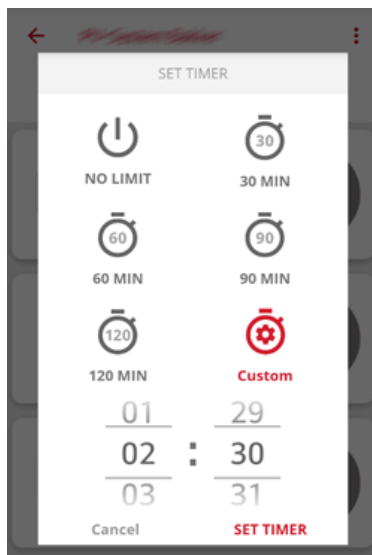 SET TIMER
30
NO LIMIT
30 MIN
60
90
60 MIN
90 MIN
120
120 MIN
Custom
01
29
02 : 30
03
31
Cancel
SET TIMER